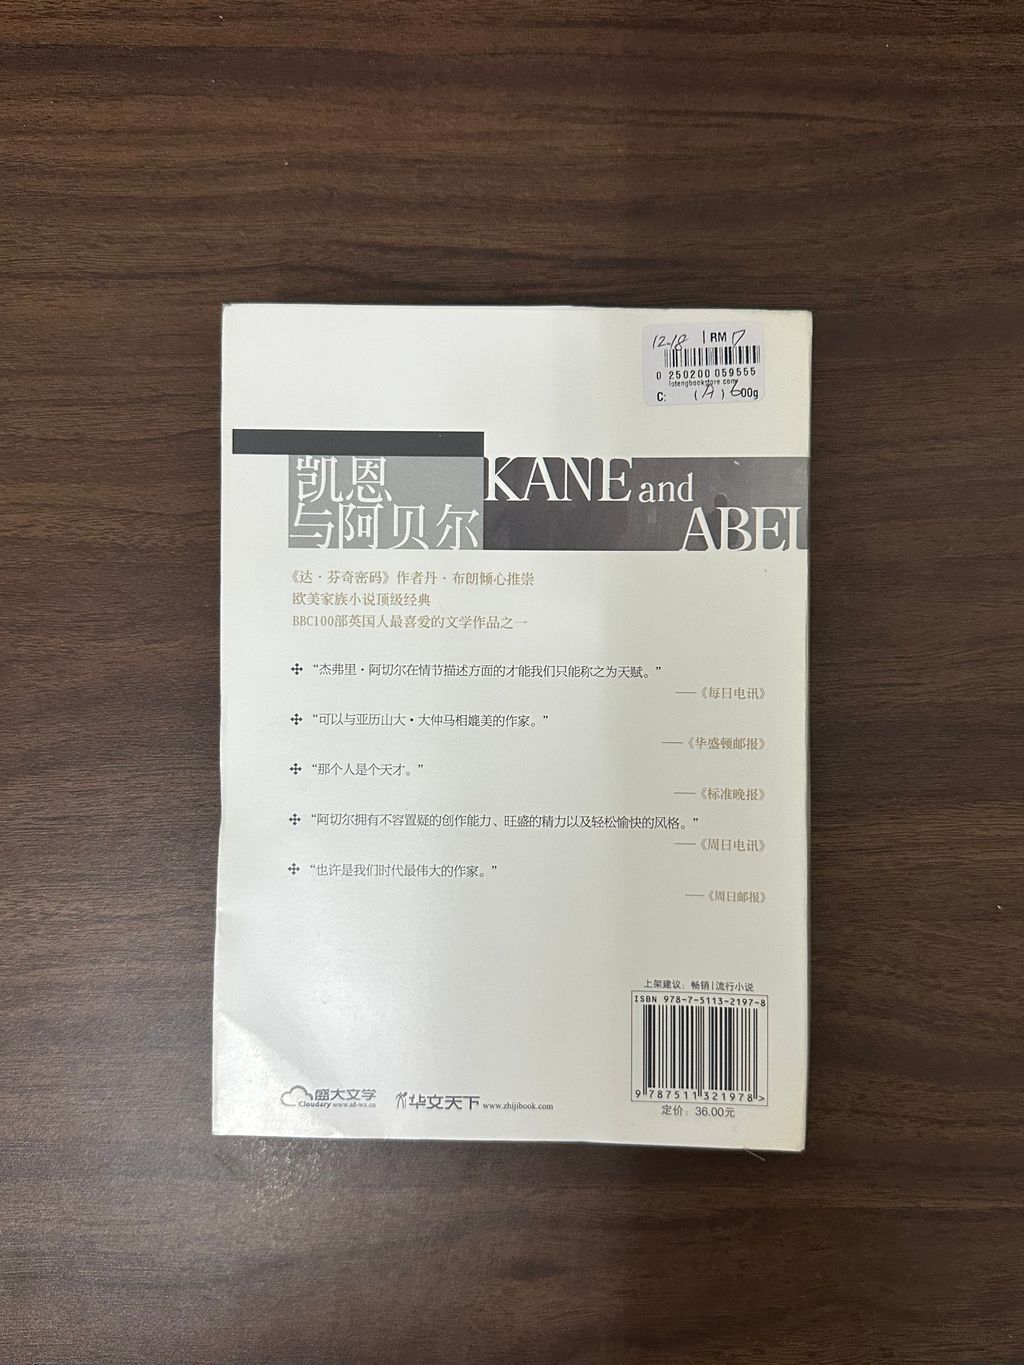 12.18 | RM 7
0 250200 059555
lotengbookstore.com
C: (A) 600g
凯恩
与阿贝尔
KANE and
ABEL
《达·芬奇密码》作者丹·布朗倾心推崇
欧美家族小说顶级经典
BBC100部英国人最喜爱的文学作品之一
“杰弗里·阿切尔在情节描述方面的才能我们只能称之为天赋。”
——《每日电讯》
“可以与亚历山大·大仲马相媲美的作家。”
——《华盛顿邮报》
“那个人是个天才。”
——《标准晚报》
“阿切尔拥有不容置疑的创作能力、旺盛的精力以及轻松愉快的风格。”
——《周日电讯》
“也许是我们时代最伟大的作家。”
——《周日邮报》
上架建议：畅销|流行小说
ISBN 978-7-5113-2197-8
9 787511 321978 >
定价：36.00元
盛大文学
Cloudary www.sd-wx.cn
华文天下 www.zhijibook.com